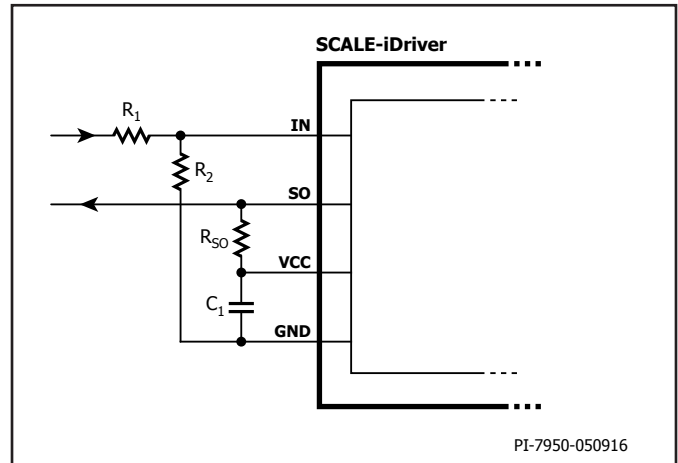 SCALE-iDriver
R1
IN
R2
SO
RSO
VCC
C1
GND
PI-7950-050916